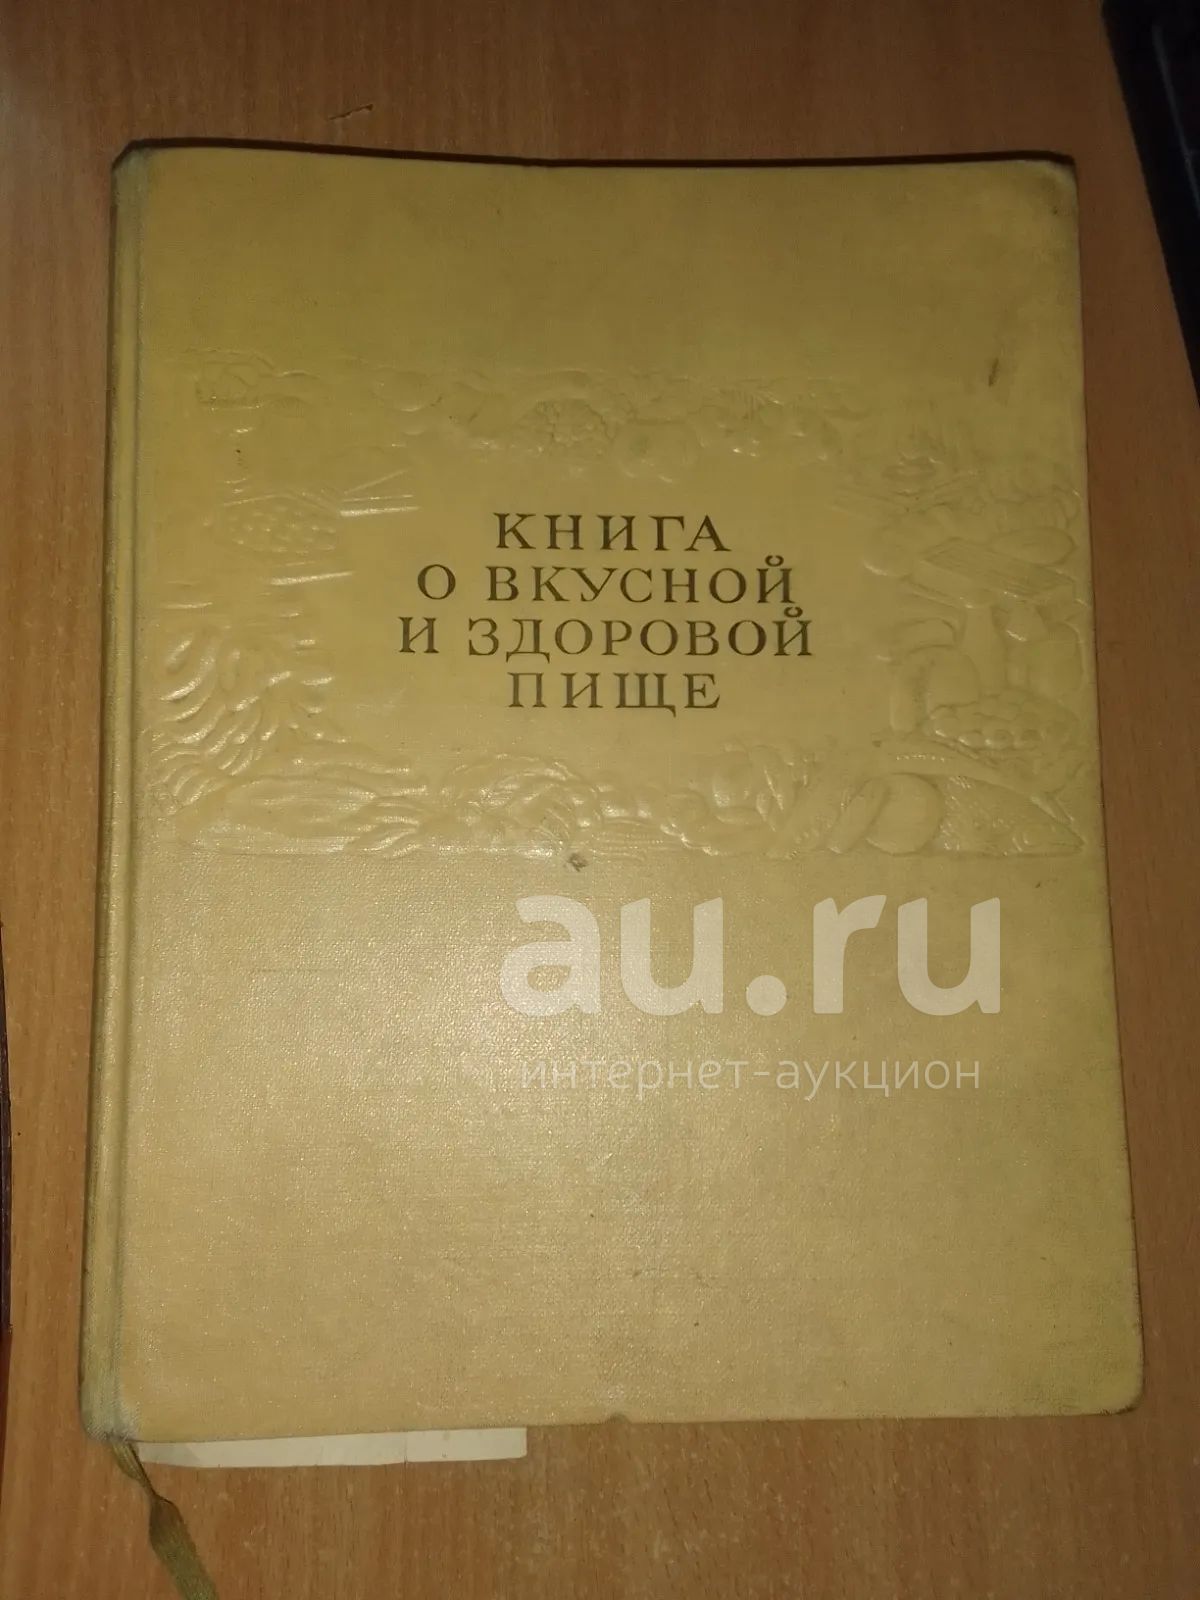 КНИГА
О ВКУСНОЙ
И ЗДОРОВОЙ
ПИЩЕ
au.ru
интернет-аукцион